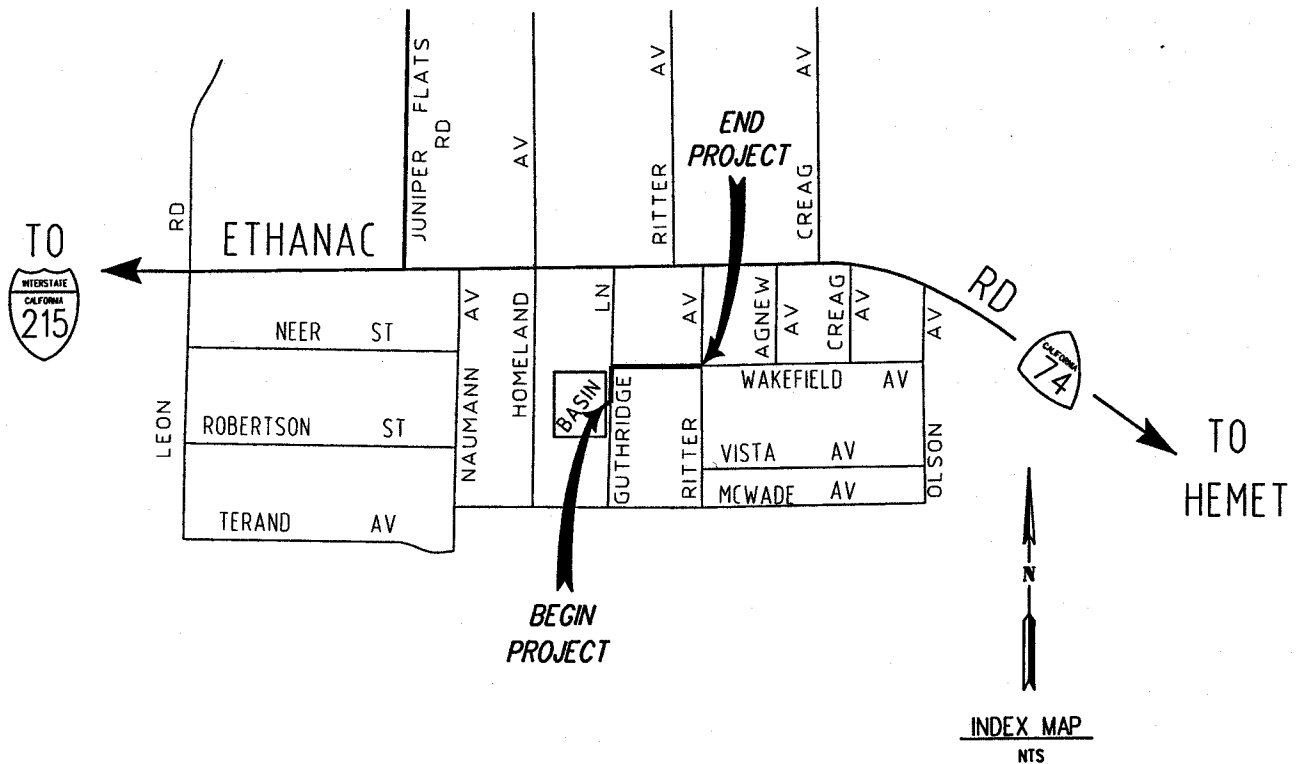 JUNIPER FLATS
RD
AV
RITTER AV
CREAG AV
END
PROJECT
RD
TO
ETHANAC
INTERSTATE
CALIFORNIA
215
RD
CALIFORNIA
74
TO
HEMET
NEER ST
ROBERTSON ST
TERAND AV
LEON
NAUMANN AV
HOMELAND
BASIN
GUTHRIDGE LN
RITTER AV
AGNEW
AV
CREAG
AV
OLSON AV
WAKEFIELD AV
VISTA AV
MCWADE AV
BEGIN
PROJECT
N
INDEX MAP
NTS